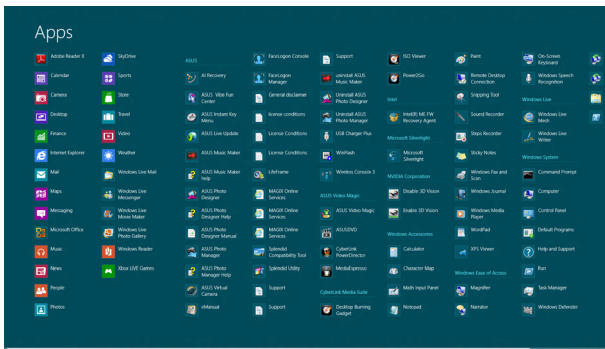 Apps
Adobe Reader X
Calendar
Camera
Desktop
Finance
Internet Explorer
Mail
Maps
Messaging
Microsoft Office
Music
News
People
Photos
SkyDrive
Sports
Store
Travel
Video
Weather
Windows Live Mail
Windows Live
Messenger
Windows Live
Movie Maker
Windows Live
Photo Gallery
Windows Reader
Xbox LIVE Games
ASUS
AI Recovery
ASUS Vibe Fun
Center
ASUS Instant Key
Menu
ASUS Live Update
ASUS Music Maker
ASUS Music Maker
help
ASUS Photo
Designer
ASUS Photo
Designer Help
ASUS Photo
Designer Manual
ASUS Photo
Manager
ASUS Photo
Manager Help
ASUS Virtual
Camera
eManual
FaceLogon Console
FaceLogon
Manager
General disclaimer
license conditions
License Conditions
License Conditions
LifeFrame
MAGIX Online
Services
MAGIX Online
Services
MAGIX Online
Services
Splendid
Compatibility Tool
Splendid Utility
Support
Support
Support
uninstall ASUS
Music Maker
Uninstall ASUS
Photo Designer
Uninstall ASUS
Photo Manager
USB Charger Plus
WinFlash
Wireless Console 3
ASUS Video Magic
ASUS Video Magic
ASUSDVD
CyberLink
PowerDirector
MediaEspresso
CyberLink Media Suite
Desktop Burning
Gadget
ISO Viewer
Power2Go
Intel
Intel(R) ME FW
Recovery Agent
Microsoft Silverlight
Microsoft
Silverlight
NVIDIA Corporation
Disable 3D Vision
Enable 3D Vision
Windows Accessories
Calculator
Character Map
Math Input Panel
Notepad
Paint
Remote Desktop
Connection
Snipping Tool
Sound Recorder
Steps Recorder
Sticky Notes
Windows Fax and
Scan
Windows Journal
Windows Media
Player
WordPad
XPS Viewer
Windows Ease of Access
Magnifier
Narrator
On-Screen
Keyboard
Windows Speech
Recognition
Windows Live
Windows Live
Mesh
Windows Live
Writer
Windows System
Command Prompt
Computer
Control Panel
Default Programs
Help and Support
Run
Task Manager
Windows Defender